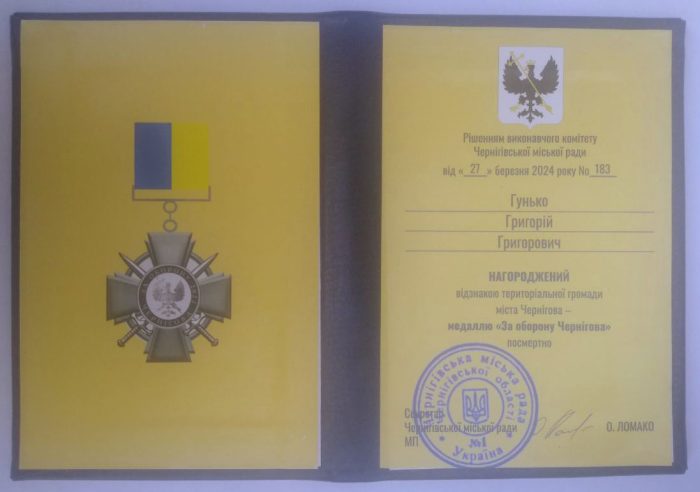 Рішенням виконавчого комітету
Чернігівської міської ради
від «27» березня 2024 року No 183
Гунько
Григорій
Григорович
НАГОРОДЖЕНИЙ
відзнакою територіальної громади
міста Чернігова –
медаллю «За оборону Чернігова»
посмертно
Чернігівська міська рада
Чернігівської області
№1
Україна
Секретар
Чернігівської міської ради
МП
О. ЛОМАКО